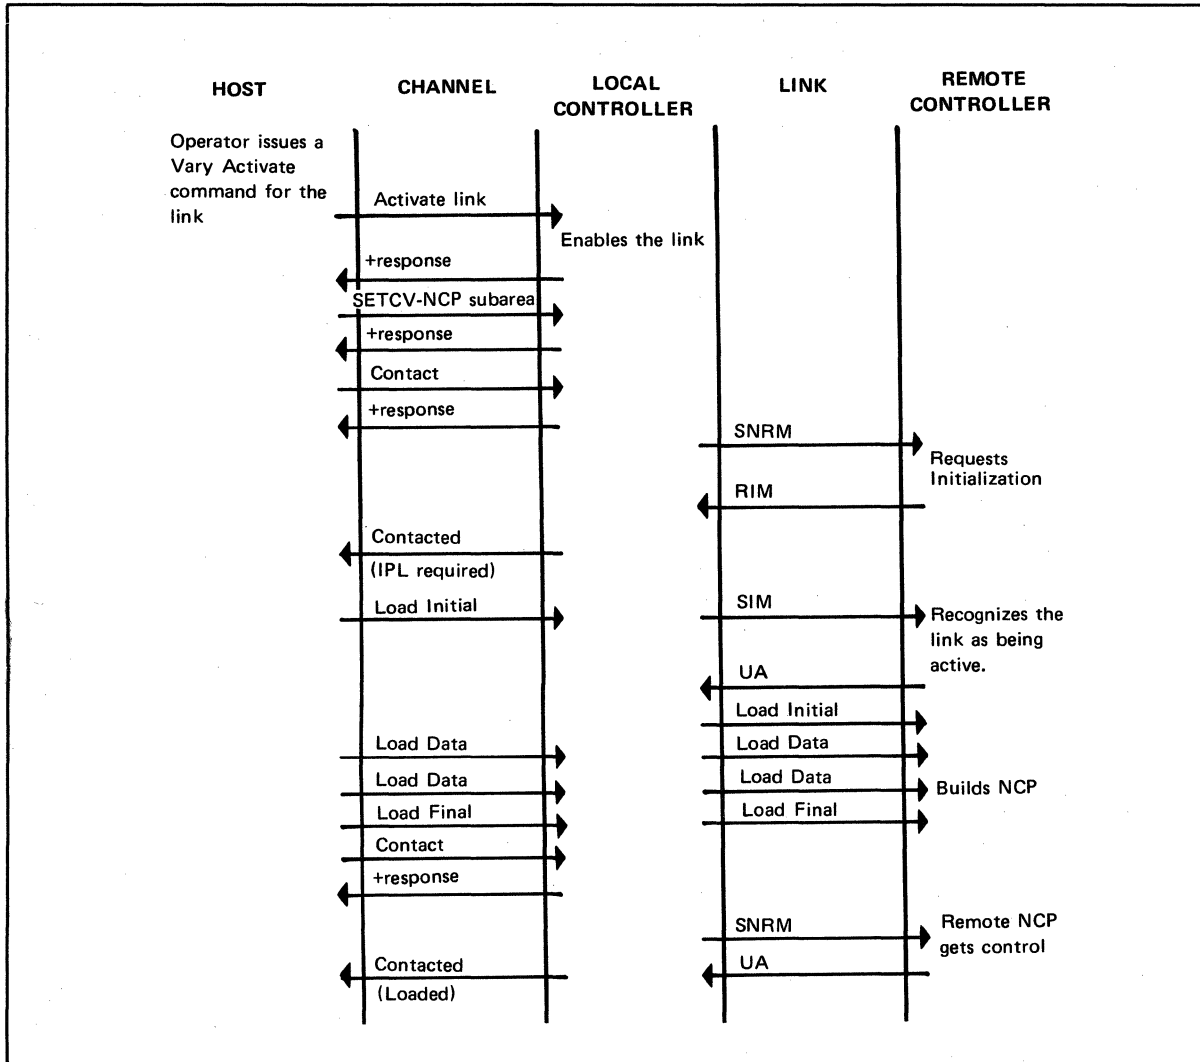 HOST
CHANNEL
LOCAL
CONTROLLER
LINK
REMOTE
CONTROLLER
Operator issues a
Vary Activate
command for the
link
Activate link
Enables the link
+response
SETCV-NCP subarea
+response
Contact
+response
SNRM
Requests
Initialization
RIM
Contacted
(IPL required)
Load Initial
SIM
Recognizes the
link as being
active.
UA
Load Initial
Load Data
Load Data
Load Data
Load Data
Builds NCP
Load Final
Load Final
Contact
+response
SNRM
Remote NCP
gets control
Contacted
(Loaded)
UA